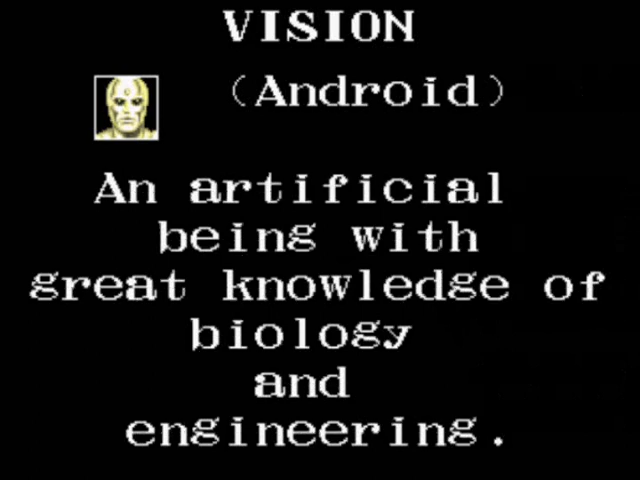 VISION
(Android)
An artificial
being with
great knowledge of
biology
and
engineering.